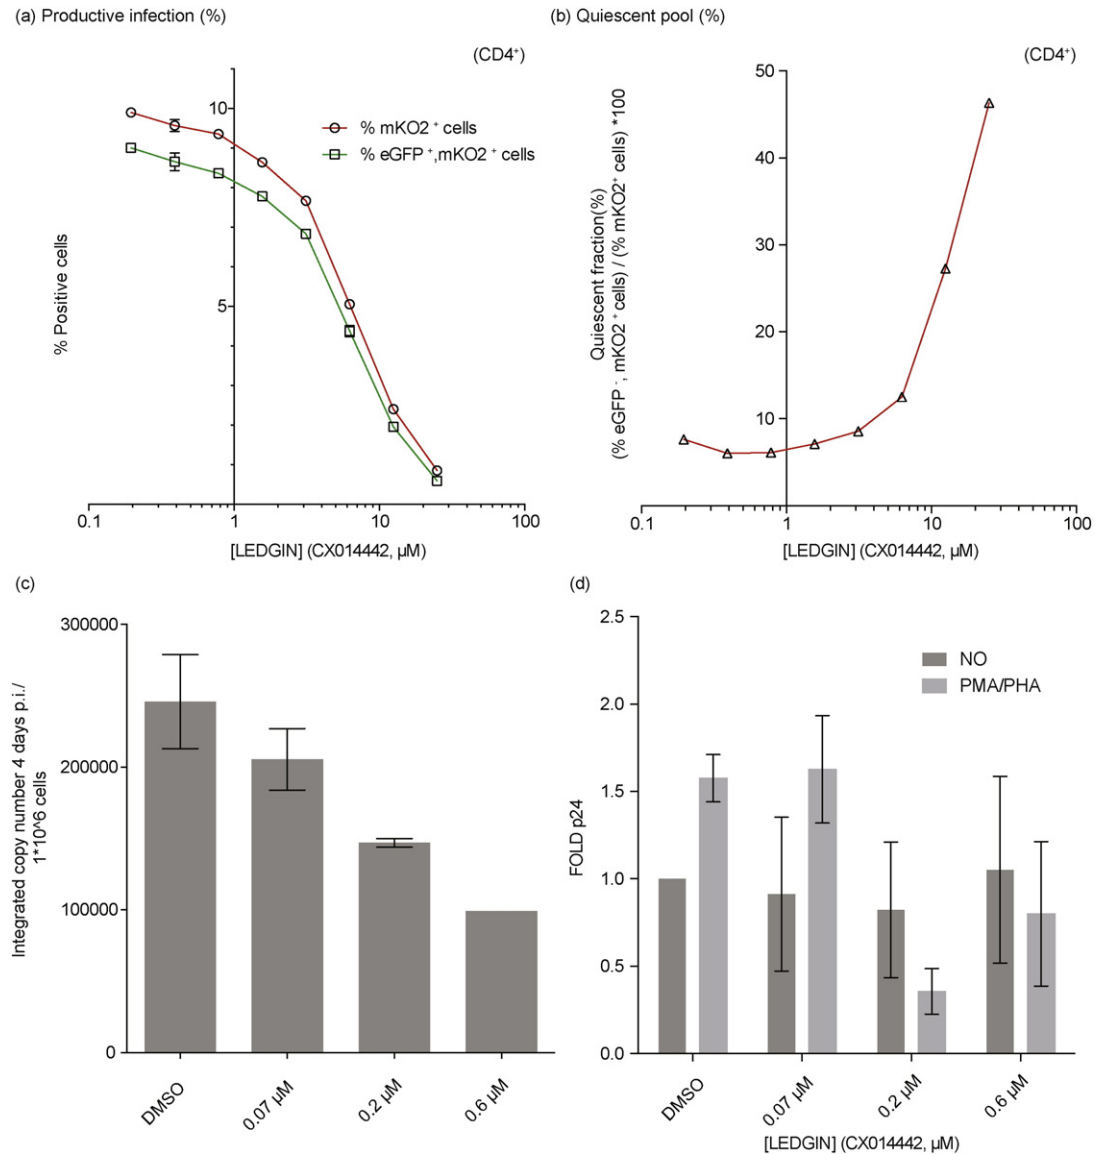 (a) Productive infection (%)
(CD4⁺)
% Positive cells
10
5
% mKO2 ⁺ cells
% eGFP ⁺,mKO2 ⁺ cells
0.1 1 10 100
[LEDGIN] (CX014442, µM)
(b) Quiescent pool (%)
(CD4⁺)
Quiescent fraction(%)
(% eGFP ⁻, mKO2 ⁺ cells) / (% mKO2⁺ cells) *100
50
40
30
20
10
0.1 1 10 100
[LEDGIN] (CX014442, µM)
(c)
Integrated copy number 4 days p.i./
1*10^6 cells
300000
200000
100000
0
DMSO 0.07 µM 0.2 µM 0.6 µM
(d)
FOLD p24
2.5
2.0
1.5
1.0
0.5
0.0
NO
PMA/PHA
DMSO 0.07 µM 0.2 µM 0.6 µM
[LEDGIN] (CX014442, µM)